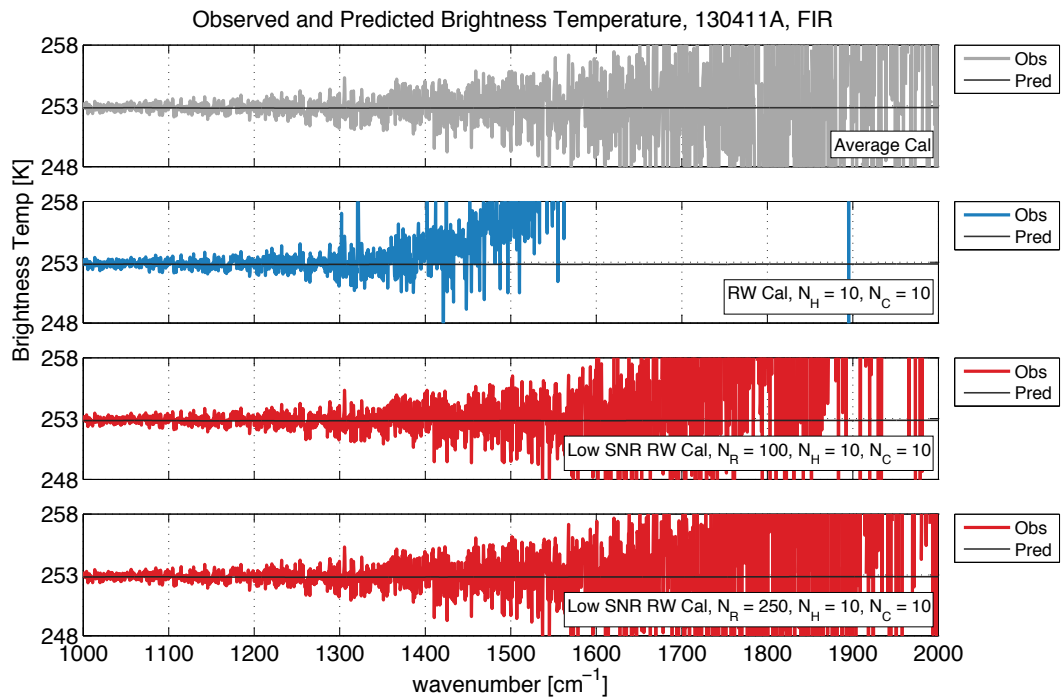 Observed and Predicted Brightness Temperature, 130411A, FIR
258
253
248
Obs
Pred
Average Cal
258
253
248
Obs
Pred
RW Cal, N_H = 10, N_C = 10
258
253
248
Obs
Pred
Low SNR RW Cal, N_R = 100, N_H = 10, N_C = 10
258
253
248
Obs
Pred
Low SNR RW Cal, N_R = 250, N_H = 10, N_C = 10
Brightness Temp [K]
1000 1100 1200 1300 1400 1500 1600 1700 1800 1900 2000
wavenumber [cm⁻¹]